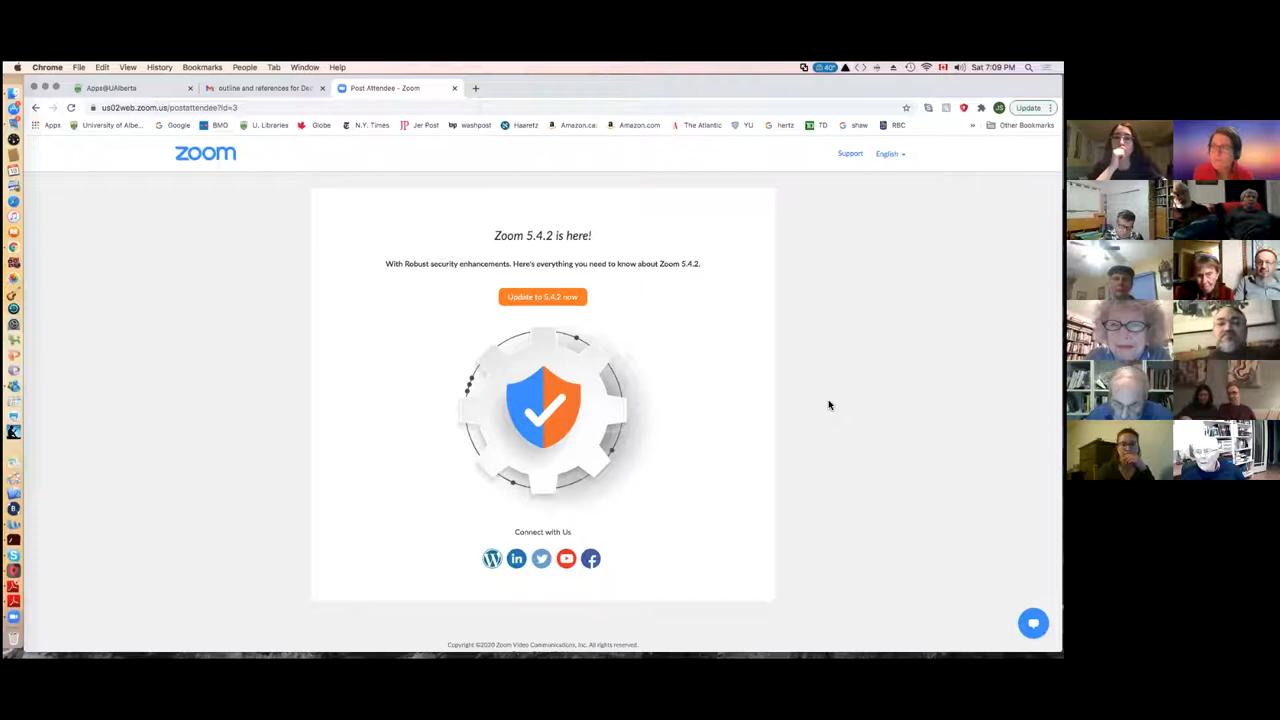 Chrome File Edit View History Bookmarks People Tab Window Help
40° Sat 7:09 PM
Apps@UAlberta
outline and references for Dec
Post Attendee - Zoom
us02web.zoom.us/postattendee?id=3
JS
Update
Apps University of Albe... Google BMO U. Libraries Globe N.Y. Times Jer Post washpost Haaretz Amazon.ca: Amazon.com The Atlantic YU hertz TD shaw RBC » Other Bookmarks
zoom
Support English
Zoom 5.4.2 is here!
With Robust security enhancements. Here's everything you need to know about Zoom 5.4.2.
Update to 5.4.2 now
Connect with Us
Copyright ©2020 Zoom Video Communications, Inc. All rights reserved.